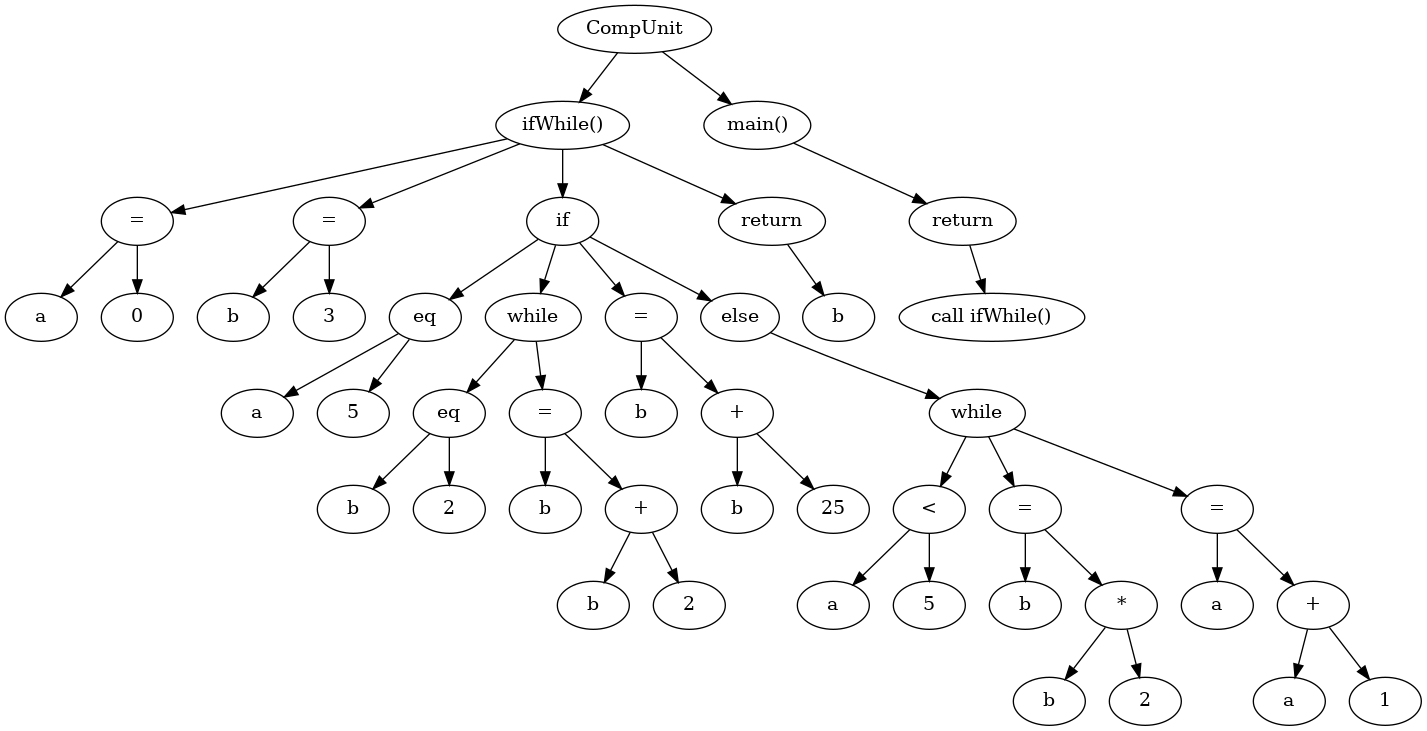 CompUnit
ifWhile() main()
= = if return return
a 0 b 3 eq while = else b call ifWhile()
a 5 eq = b + while
b 2 b + b 25 < = =
b 2 a 5 b * a +
b 2 a 1